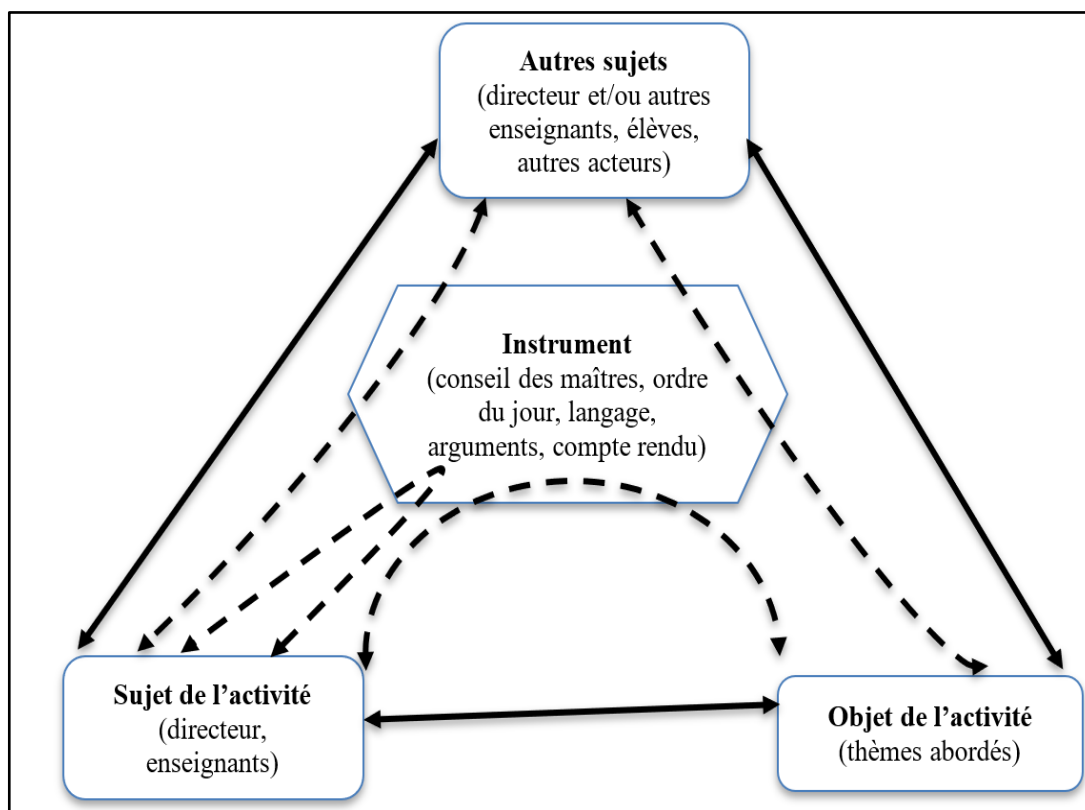 Autres sujets
(directeur et/ou autres
enseignants, élèves,
autres acteurs)
Instrument
(conseil des maîtres, ordre
du jour, langage,
arguments, compte rendu)
Sujet de l’activité
(directeur,
enseignants)
Objet de l’activité
(thèmes abordés)